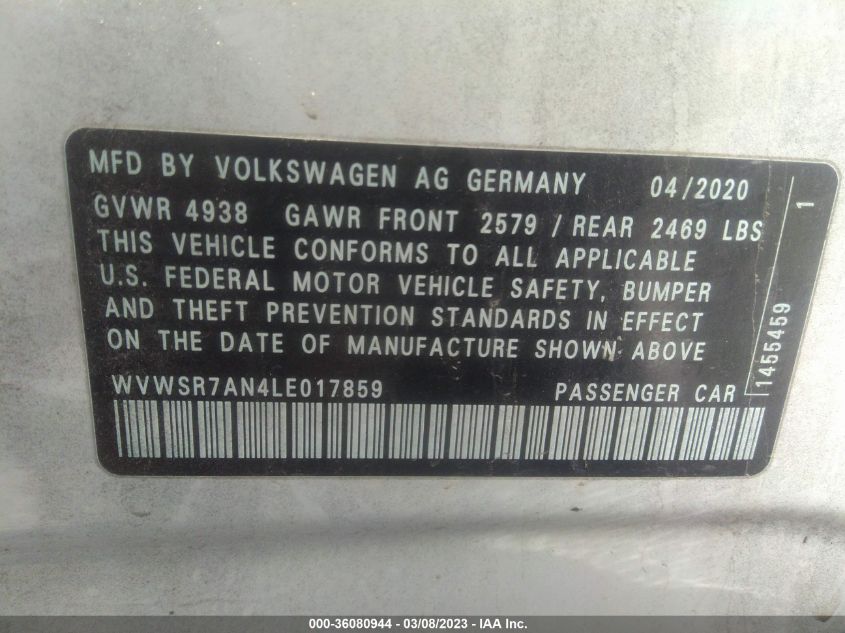 MFD BY VOLKSWAGEN AG GERMANY 04/2020
GVWR 4938 GAWR FRONT 2579 / REAR 2469 LBS
THIS VEHICLE CONFORMS TO ALL APPLICABLE
U.S. FEDERAL MOTOR VEHICLE SAFETY, BUMPER
AND THEFT PREVENTION STANDARDS IN EFFECT
ON THE DATE OF MANUFACTURE SHOWN ABOVE.
WVWSR7AN4LE017859 PASSENGER CAR
1455459 1
000-36080944 - 03/08/2023 - IAA Inc.